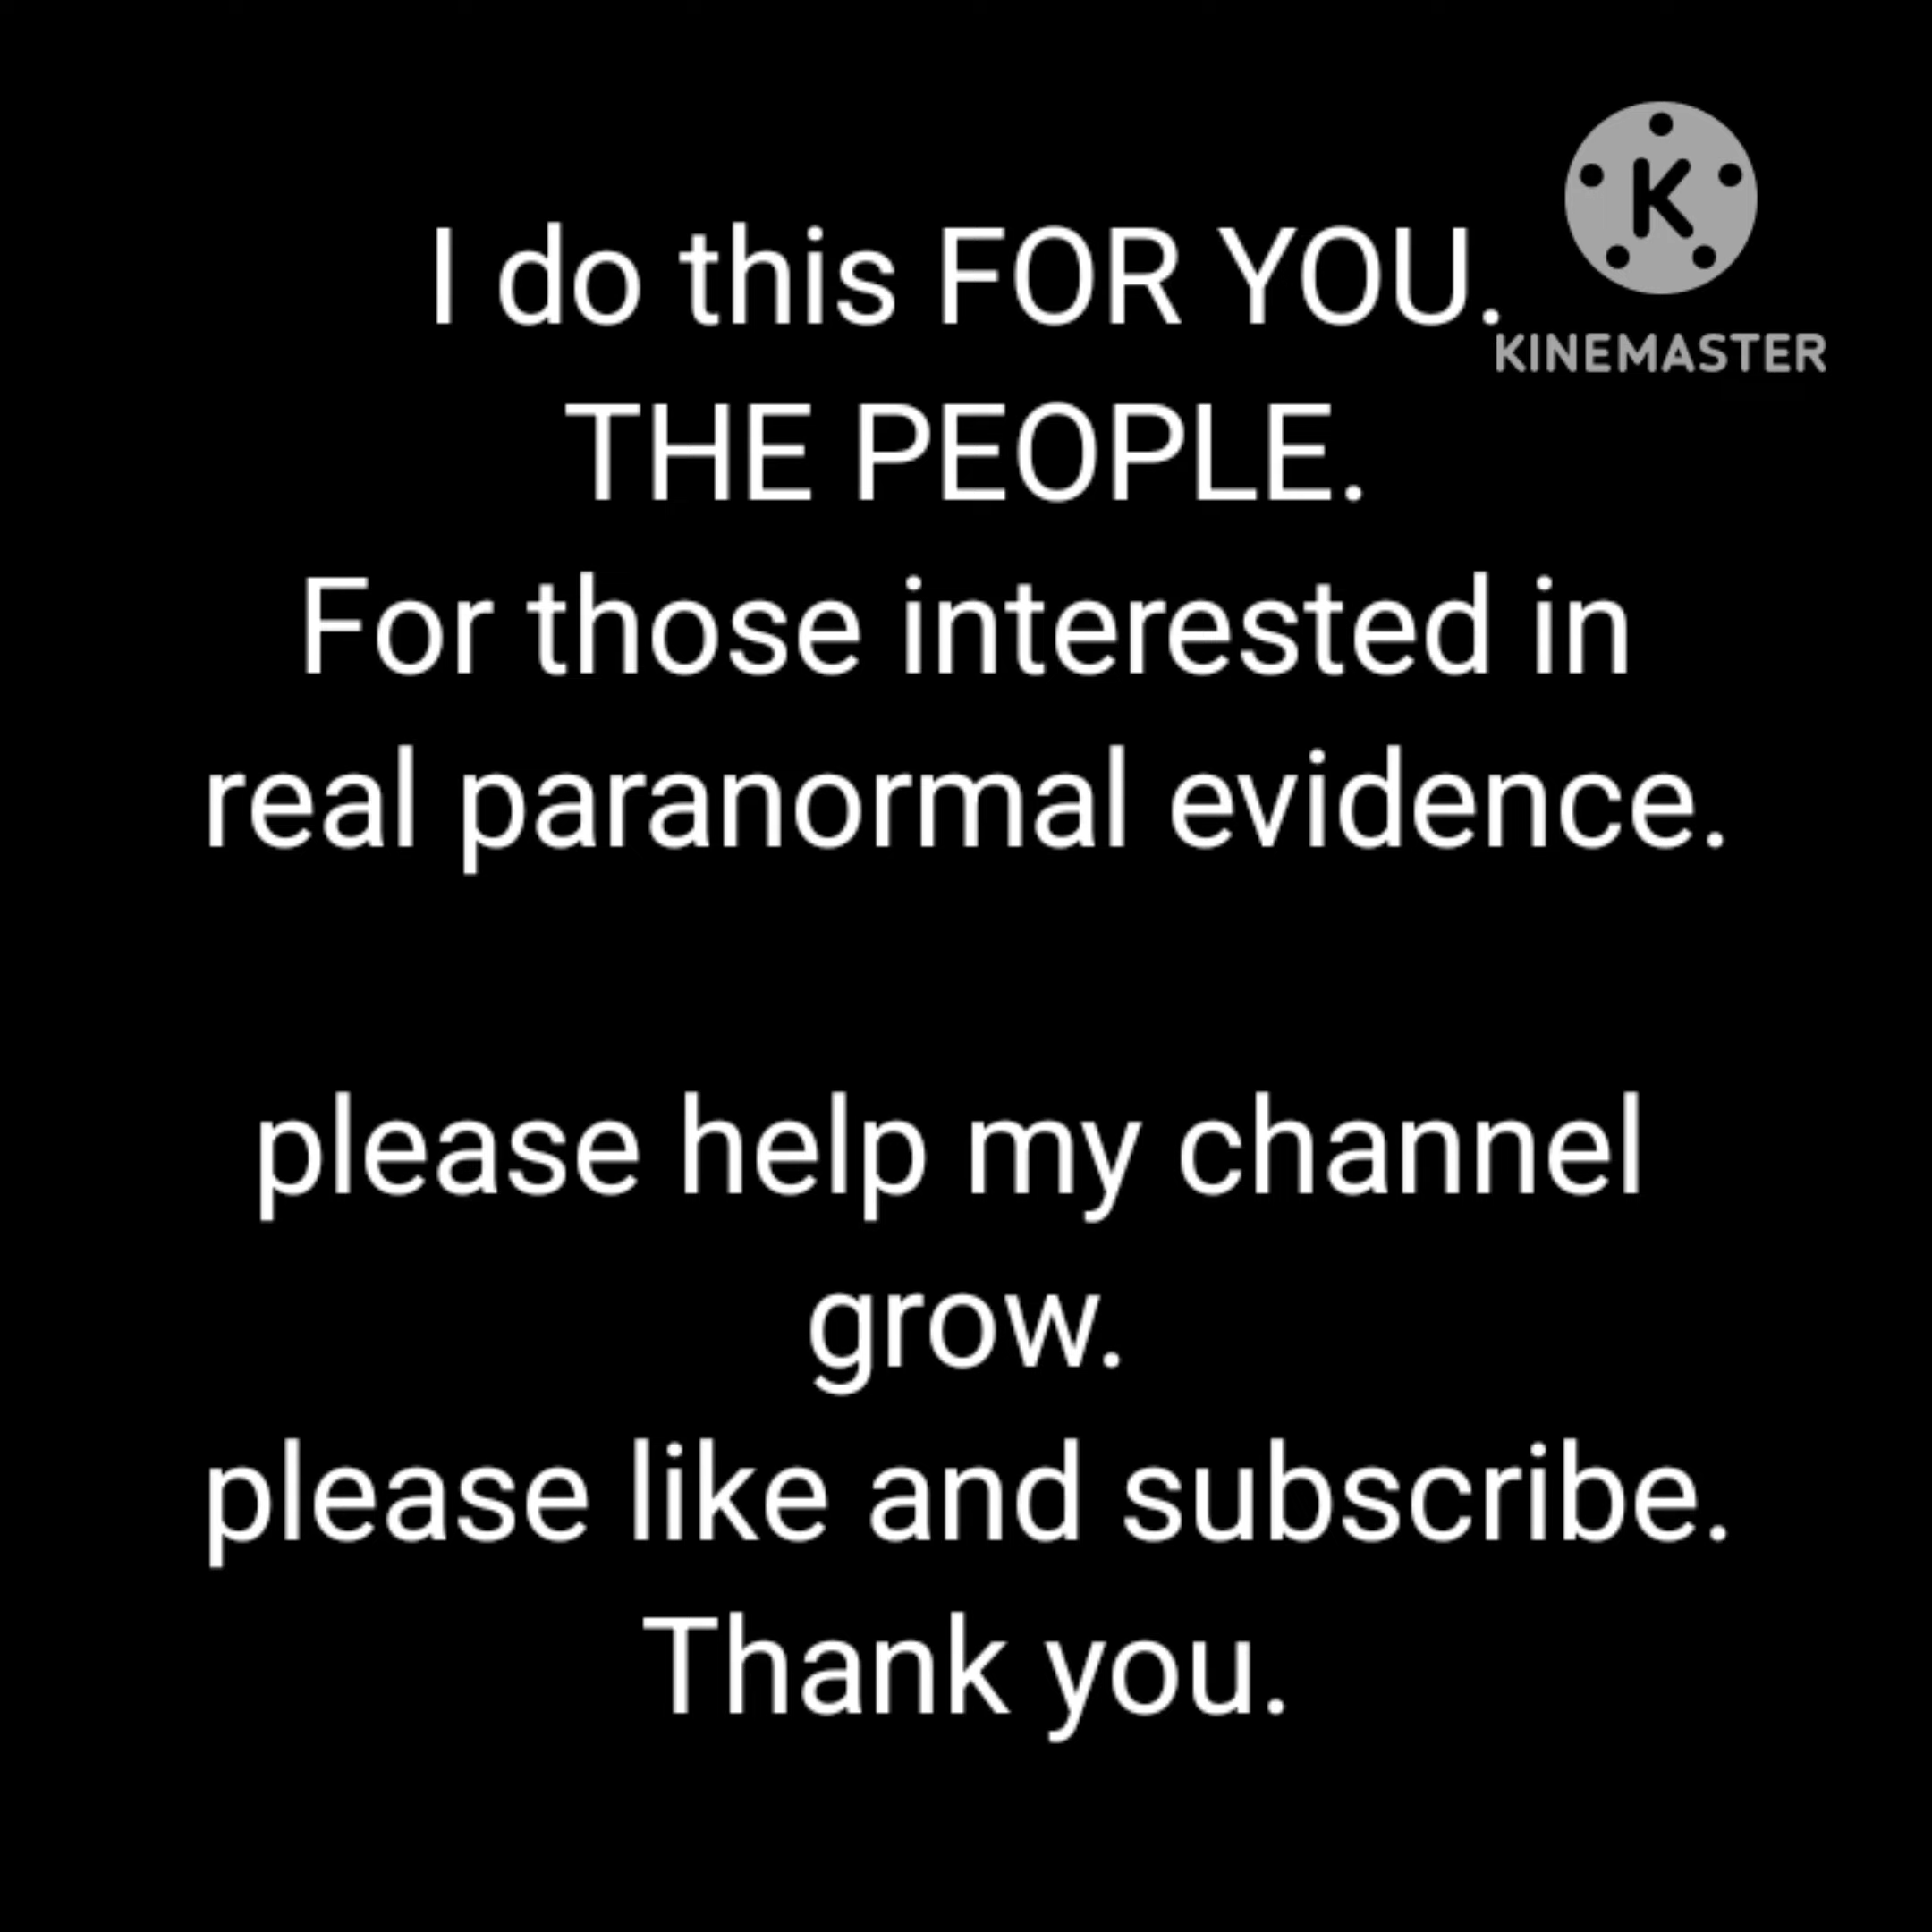 I do this FOR YOU.
KINEMASTER
THE PEOPLE.
For those interested in
real paranormal evidence.
please help my channel
grow.
please like and subscribe.
Thank you.